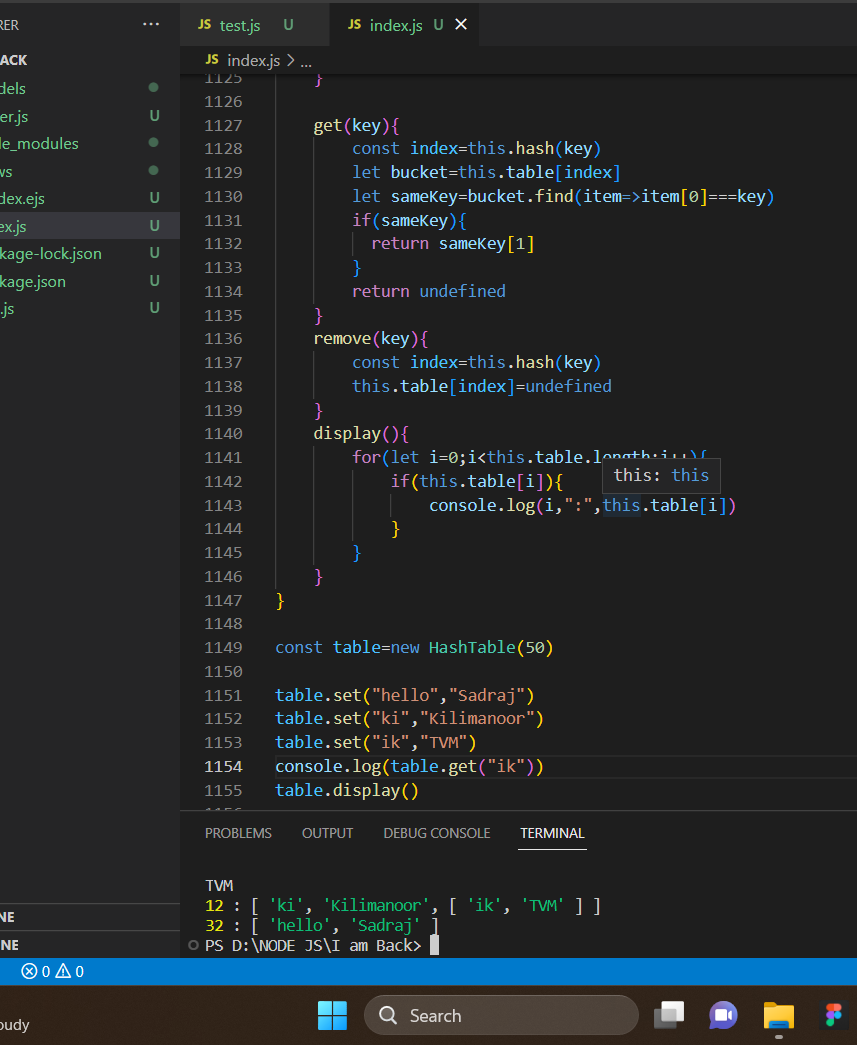 RER
...
JS test.js U
JS index.js U
ACK
JS index.js > ...
dels
er.js U
le_modules
ws
dex.ejs U
ex.js U
kage-lock.json U
kage.json U
.js U
1125 }
1126
1127 get(key){
1128 const index=this.hash(key)
1129 let bucket=this.table[index]
1130 let sameKey=bucket.find(item=>item[0]===key)
1131 if(sameKey){
1132 return sameKey[1]
1133 }
1134 return undefined
1135 }
1136 remove(key){
1137 const index=this.hash(key)
1138 this.table[index]=undefined
1139 }
1140 display(){
1141 for(let i=0;i<this.table.length;i++){
1142 if(this.table[i]){
this: this
1143 console.log(i,":",this.table[i])
1144 }
1145 }
1146 }
1147 }
1148
1149 const table=new HashTable(50)
1150
1151 table.set("hello","Sadraj")
1152 table.set("ki","Kilimanoor")
1153 table.set("ik","TVM")
1154 console.log(table.get("ik"))
1155 table.display()
1156
PROBLEMS OUTPUT DEBUG CONSOLE TERMINAL
TVM
12 : [ 'ki', 'Kilimanoor', [ 'ik', 'TVM' ] ]
32 : [ 'hello', 'Sadraj' ]
PS D:\NODE JS\I am Back>
NE
NE
0 0
oudy
Search